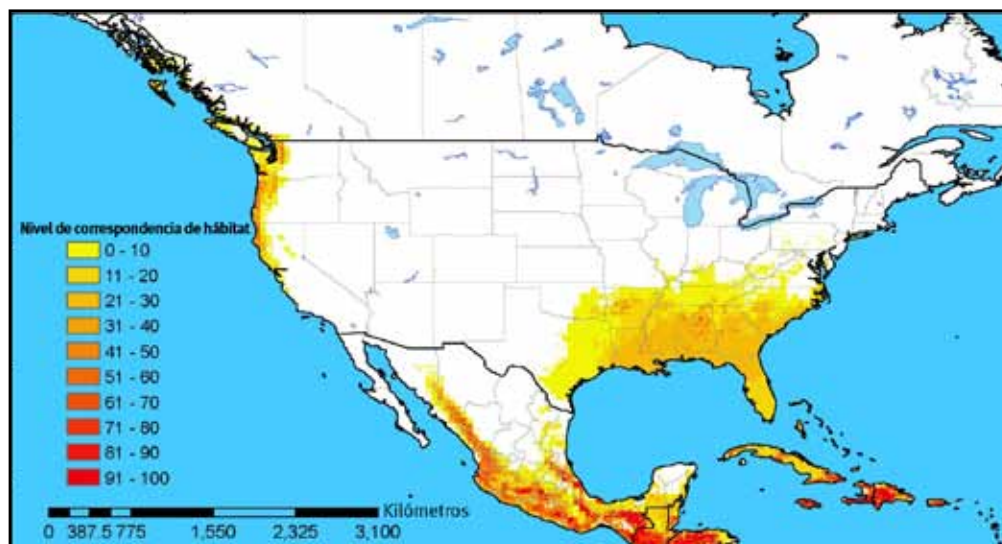 Nivel de correspondencia de hábitat
0 - 10
11 - 20
21 - 30
31 - 40
41 - 50
51 - 60
61 - 70
71 - 80
81 - 90
91 - 100
Kilómetros
0 387.5 775 1,550 2,325 3,100